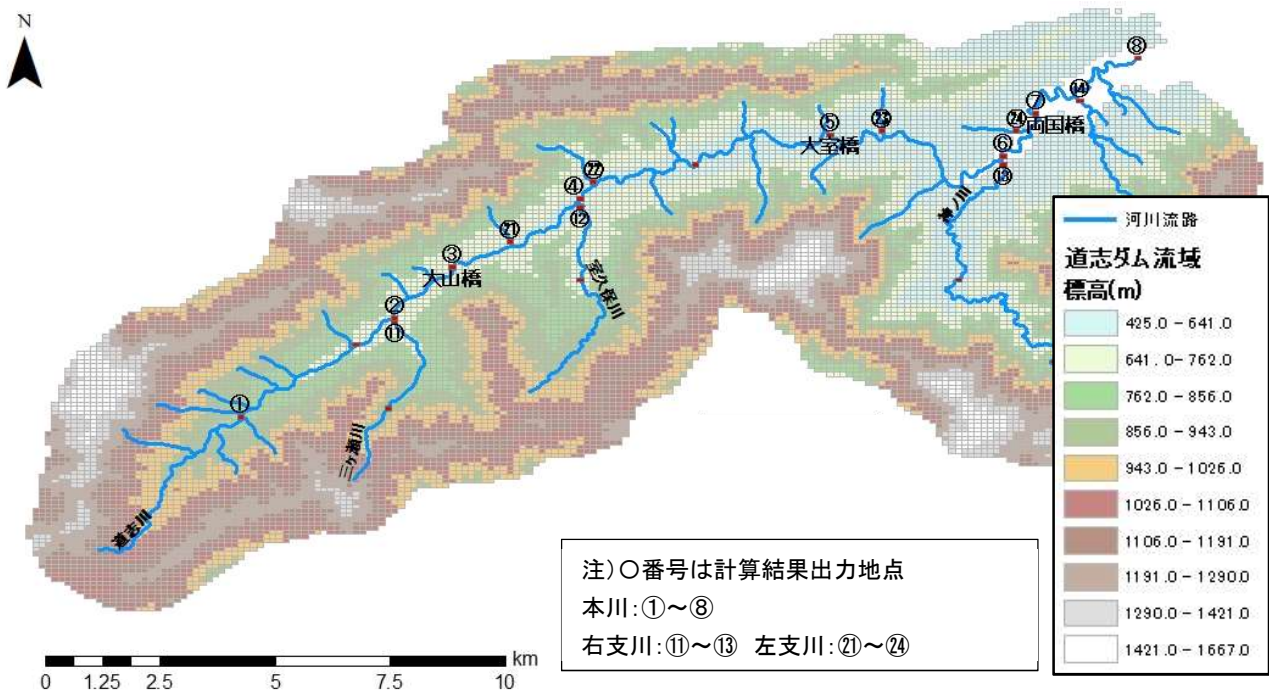 N
⑧
⑭
⑦
㉔
両国橋
⑤
㉓
大室橋
⑥
⑬
㉒
④
⑫
神ノ川
㉑
③
大山橋
室久保川
②
⑪
①
三ヶ瀬川
道志川
河川流路
道志ダム流域
標高(m)
425.0 - 641.0
641.0 - 762.0
762.0 - 856.0
856.0 - 943.0
943.0 - 1026.0
1026.0 - 1106.0
1106.0 - 1191.0
1191.0 - 1290.0
1290.0 - 1421.0
1421.0 - 1667.0
注)〇番号は計算結果出力地点
本川:①～⑧
右支川:⑪～⑬ 左支川:㉑～㉔
km
0 1.25 2.5 5 7.5 10